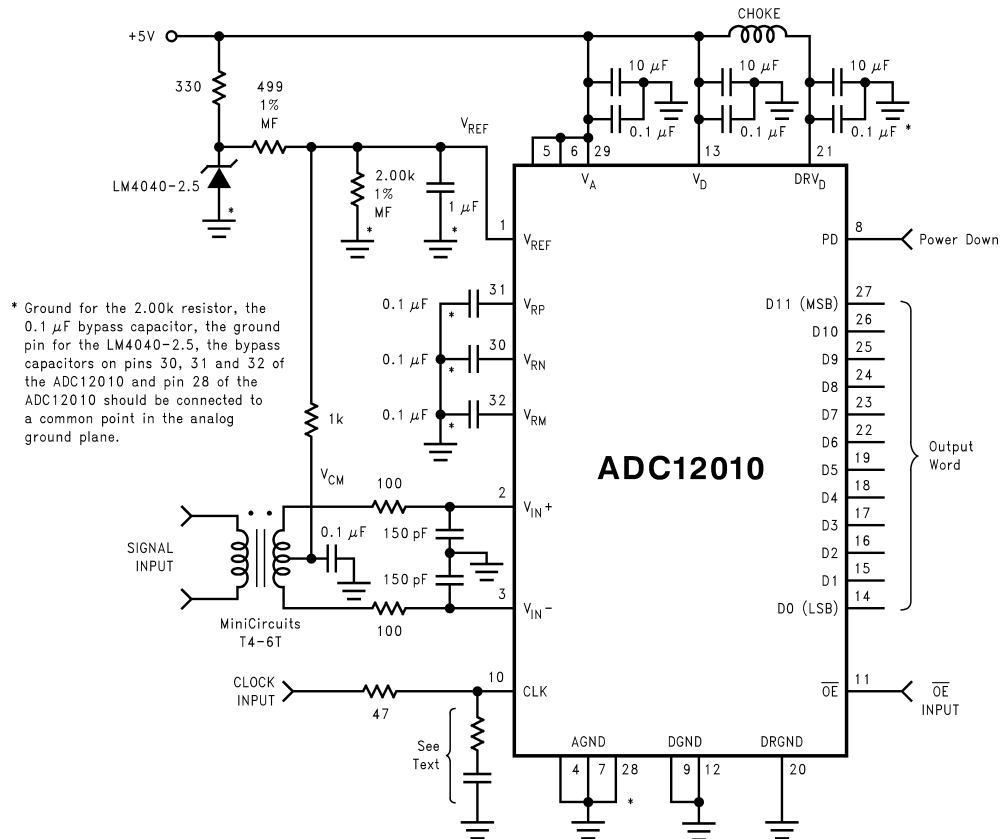 CHOKE
+5V
10 µF
10 µF
10 µF
330
499
1%
MF
0.1 µF
0.1 µF
0.1 µF *
V_REF
5
6
29
13
21
LM4040-2.5
*
2.00k
1%
MF
*
1 µF
*
V_A
V_D
DRV_D
1
V_REF
PD
8
Power Down
* Ground for the 2.00k resistor, the
0.1 µF bypass capacitor, the ground
pin for the LM4040-2.5, the bypass
capacitors on pins 30, 31 and 32 of
the ADC12010 and pin 28 of the
ADC12010 should be connected to
a common point in the analog
ground plane.
0.1 µF
*
31
V_RP
0.1 µF
*
30
V_RN
0.1 µF
*
32
V_RM
D11 (MSB)
27
D10
26
D9
25
D8
24
D7
23
D6
22
D5
19
D4
18
D3
17
D2
16
D1
15
D0 (LSB)
14
Output
Word
1k
ADC12010
V_CM
100
2
V_IN+
0.1 µF
150 pF
SIGNAL
INPUT
150 pF
3
V_IN−
100
MiniCircuits
T4-6T
CLOCK
INPUT
47
10
CLK
O̅E̅
11
O̅E̅
INPUT
See
Text
AGND
DGND
DRGND
4
7
28
*
9
12
20